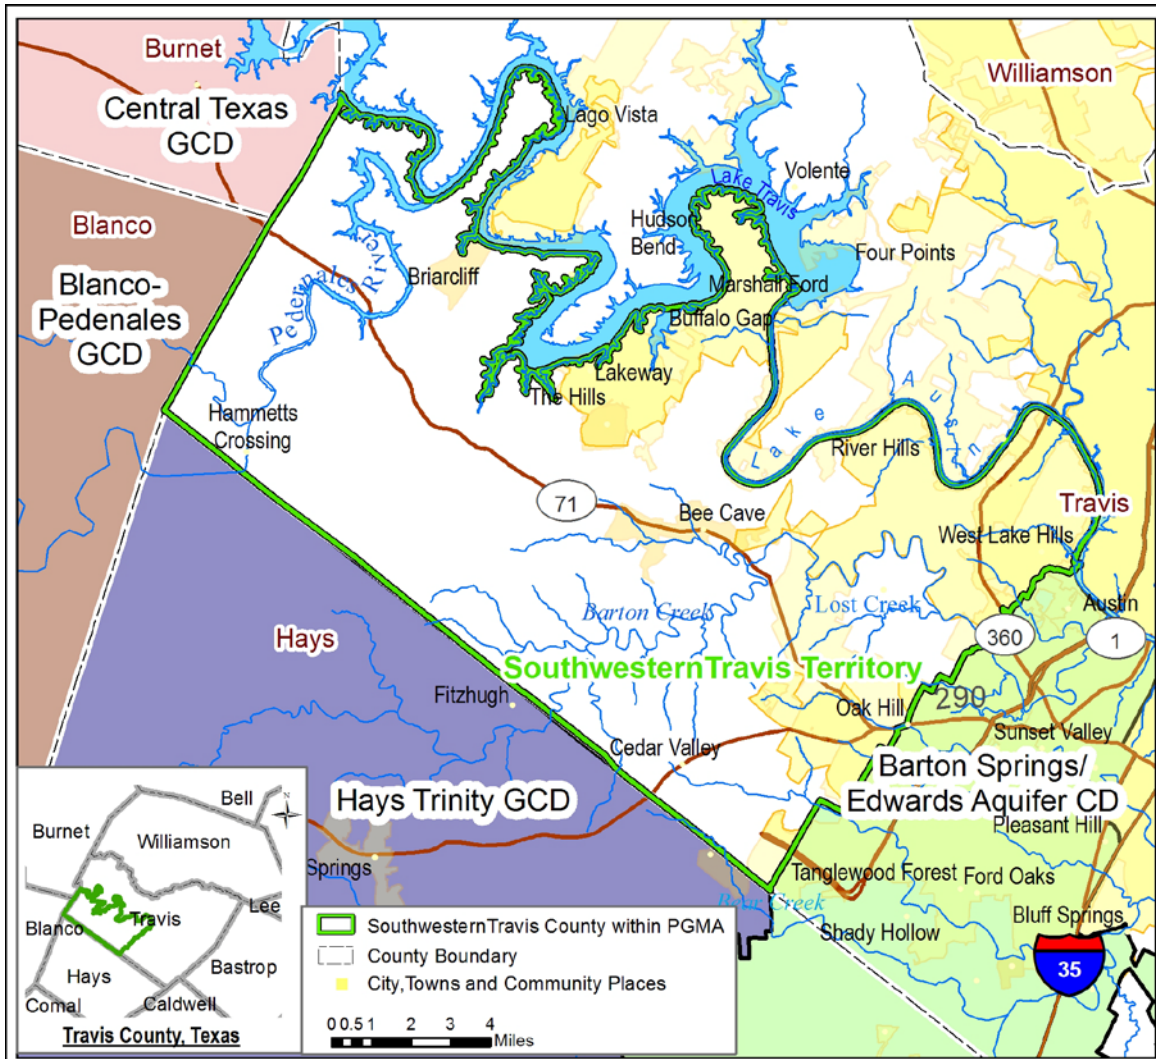 Burnet
Williamson
Central Texas
GCD
Lago Vista
Volente
Lake Travis
Blanco
Hudson
Bend
Four Points
Blanco-
Pedenales
GCD
Pedernales River
Briarcliff
Marshall Ford
Buffalo Gap
Lakeway
The Hills
Hammetts
Crossing
Lake Austin
River Hills
71
Bee Cave
Travis
West Lake Hills
Barton Creek
Lost Creek
Austin
Hays
360
1
SouthwesternTravis Territory
Fitzhugh
290
Oak Hill
Sunset Valley
Cedar Valley
Barton Springs/
Edwards Aquifer CD
Hays Trinity GCD
Pleasant Hill
Springs
Tanglewood Forest
Ford Oaks
Bear Creek
Bluff Springs
Shady Hollow
35
N
Bell
Burnet
Williamson
Lee
Travis
Blanco
Bastrop
Hays
Comal
Caldwell
Travis County, Texas
SouthwesternTravis County within PGMA
County Boundary
City,Towns and Community Places
0 0.5 1 2 3 4
Miles